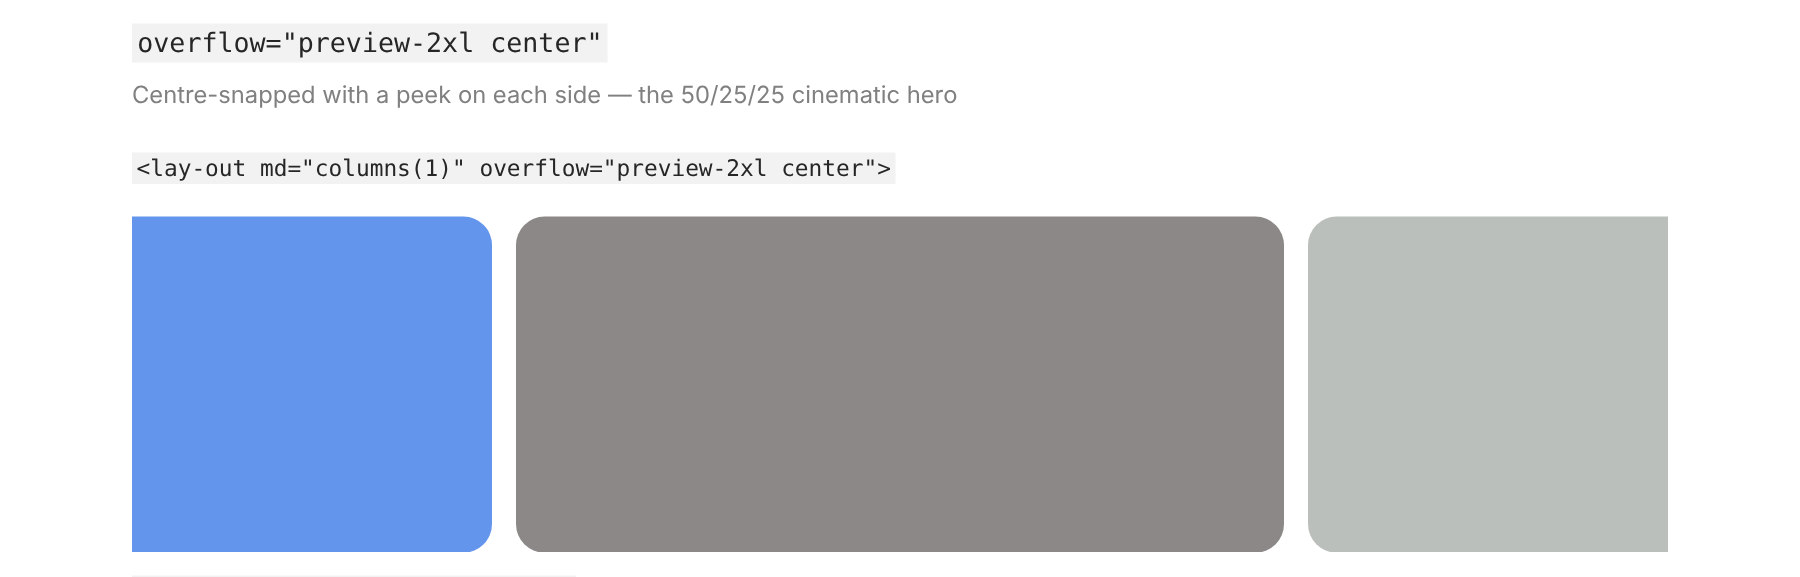 overflow="preview-2xl center"
Centre-snapped with a peek on each side — the 50/25/25 cinematic hero
<lay-out md="columns(1)" overflow="preview-2xl center">